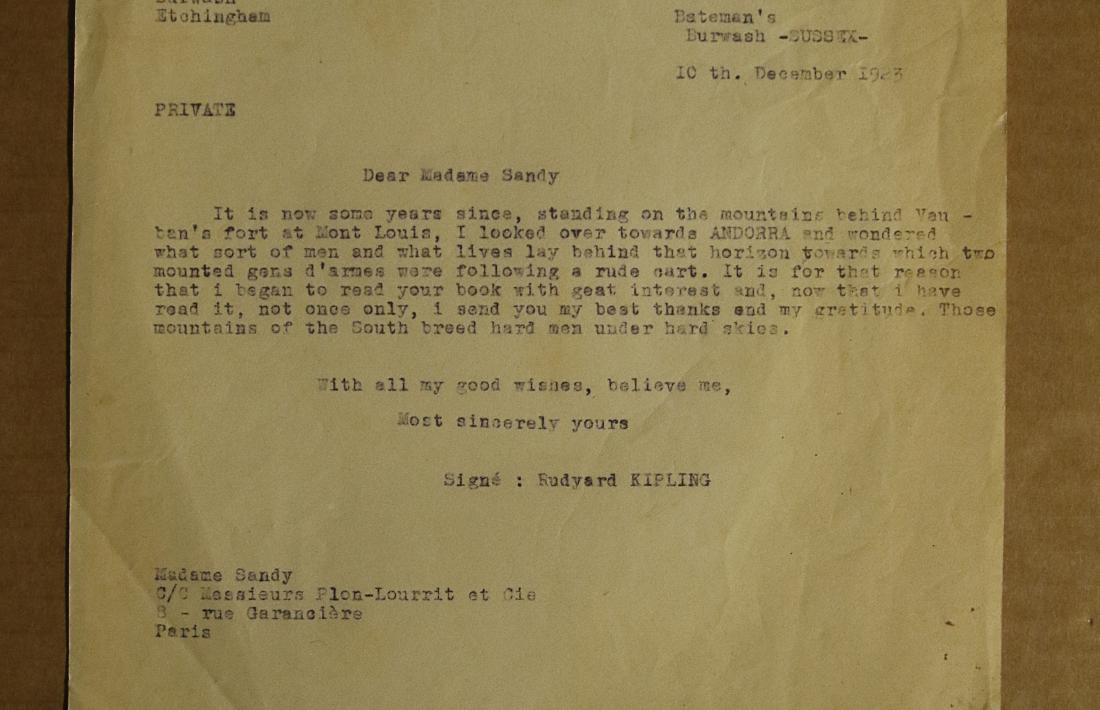 Burwash
Etchingham
Bateman's
Burwash -SUSSEX-
10 th. December 1923
PRIVATE
Dear Madame Sandy
It is now some years since, standing on the mountains behind Vau -
ban's fort at Mont Louis, I looked over towards ANDORRA and wondered
what sort of men and what lives lay behind that horizon towards which two
mounted gens d'armes were following a rude cart. It is for that reason
that i began to read your book with geat interest and, now that i have
read it, not once only, i send you my best thanks and my gratitude. Those
mountains of the South breed hard men under hard skies.
With all my good wishes, believe me,
Most sincerely yours
Signé : Rudyard KIPLING
Madame Sandy
C/C Messieurs Plon-Lourrit et Cie
8 - rue Garancière
Paris